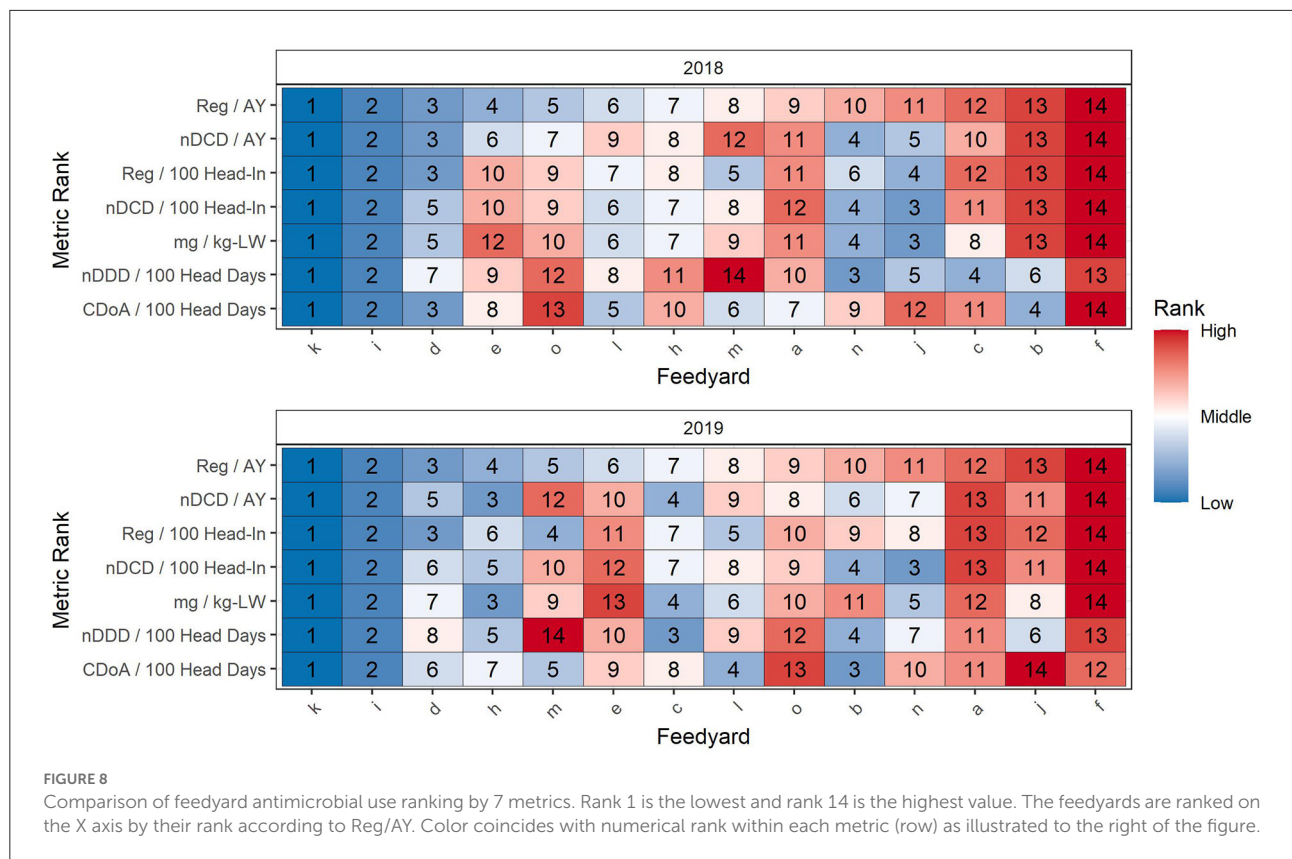 2018
Metric Rank
Reg / AY 1 2 3 4 5 6 7 8 9 10 11 12 13 14
nDCD / AY 1 2 3 6 7 9 8 12 11 4 5 10 13 14
Reg / 100 Head-In 1 2 3 10 9 7 8 5 11 6 4 12 13 14
nDCD / 100 Head-In 1 2 5 10 9 6 7 8 12 4 3 11 13 14
mg / kg-LW 1 2 5 12 10 6 7 9 11 4 3 8 13 14
nDDD / 100 Head Days 1 2 7 9 12 8 11 14 10 3 5 4 6 13
CDoA / 100 Head Days 1 2 3 8 13 5 10 6 7 9 12 11 4 14
k i d e o l h m a n j c b f
Feedyard
Rank
High
Middle
Low
2019
Metric Rank
Reg / AY 1 2 3 4 5 6 7 8 9 10 11 12 13 14
nDCD / AY 1 2 5 3 12 10 4 9 8 6 7 13 11 14
Reg / 100 Head-In 1 2 3 6 4 11 7 5 10 9 8 13 12 14
nDCD / 100 Head-In 1 2 6 5 10 12 7 8 9 4 3 13 11 14
mg / kg-LW 1 2 7 3 9 13 4 6 10 11 5 12 8 14
nDDD / 100 Head Days 1 2 8 5 14 10 3 9 12 4 7 11 6 13
CDoA / 100 Head Days 1 2 6 7 5 9 8 4 13 3 10 11 14 12
k i d h m e c l o b n a j f
Feedyard
FIGURE 8
Comparison of feedyard antimicrobial use ranking by 7 metrics. Rank 1 is the lowest and rank 14 is the highest value. The feedyards are ranked on
the X axis by their rank according to Reg/AY. Color coincides with numerical rank within each metric (row) as illustrated to the right of the figure.